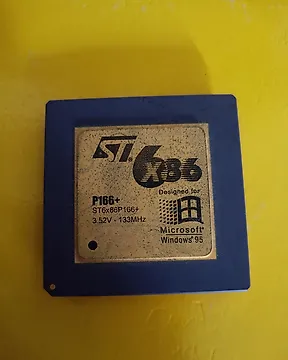 ST 6x86
P166+
Designed for
ST6x86P166+
3.52V - 133MHz
Microsoft
Windows 95